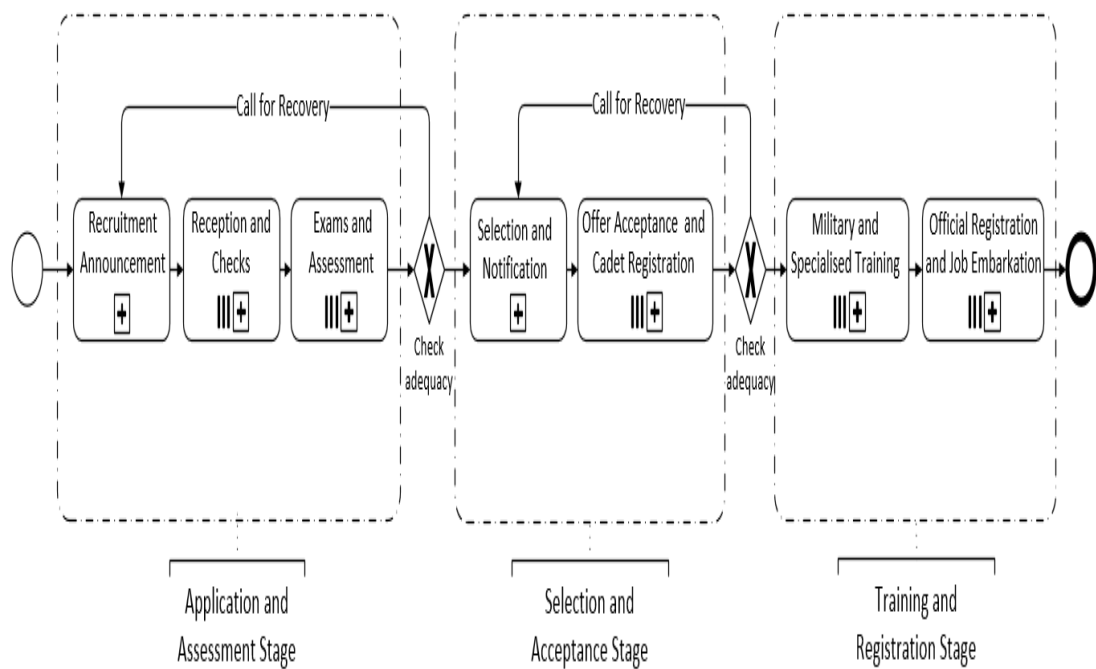 Call for Recovery
Call for Recovery
Recruitment
Announcement
Reception and
Checks
Exams and
Assessment
Selection and
Notification
Offer Acceptance and
Cadet Registration
Military and
Specialised Training
Official Registration
and Job Embarkation
Check
adequacy
Check
adequacy
Application and
Assessment Stage
Selection and
Acceptance Stage
Training and
Registration Stage